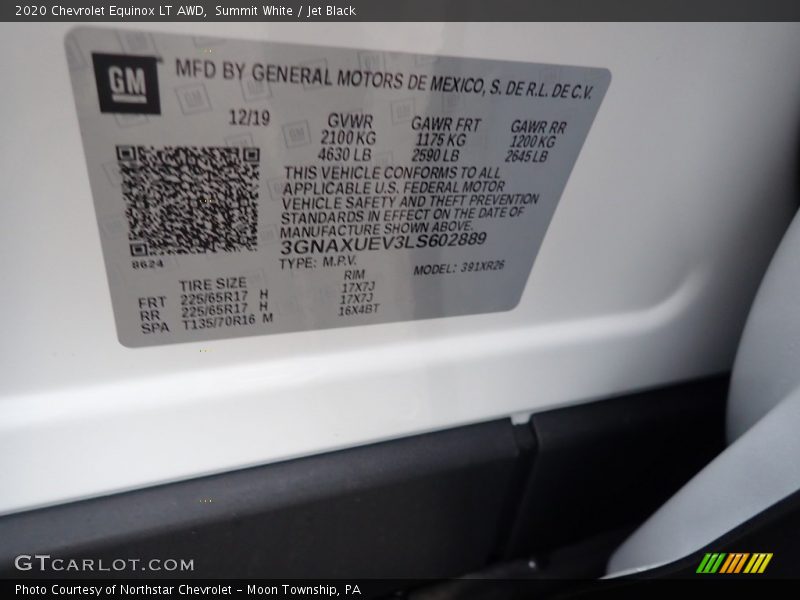 2020 Chevrolet Equinox LT AWD, Summit White / Jet Black
GM
MFD BY GENERAL MOTORS DE MEXICO, S. DE R.L. DE C.V.
12/19 GVWR GAWR FRT GAWR RR
2100 KG 1175 KG 1200 KG
4630 LB 2590 LB 2645 LB
THIS VEHICLE CONFORMS TO ALL
APPLICABLE U.S. FEDERAL MOTOR
VEHICLE SAFETY AND THEFT PREVENTION
STANDARDS IN EFFECT ON THE DATE OF
MANUFACTURE SHOWN ABOVE.
3GNAXUEV3LS602889
8624
TYPE: M.P.V. MODEL: 391XR26
TIRE SIZE RIM
FRT 225/65R17 H 17X7J
RR 225/65R17 H 17X7J
SPA T135/70R16 M 16X4BT
GTCARLOT.COM
Photo Courtesy of Northstar Chevrolet - Moon Township, PA